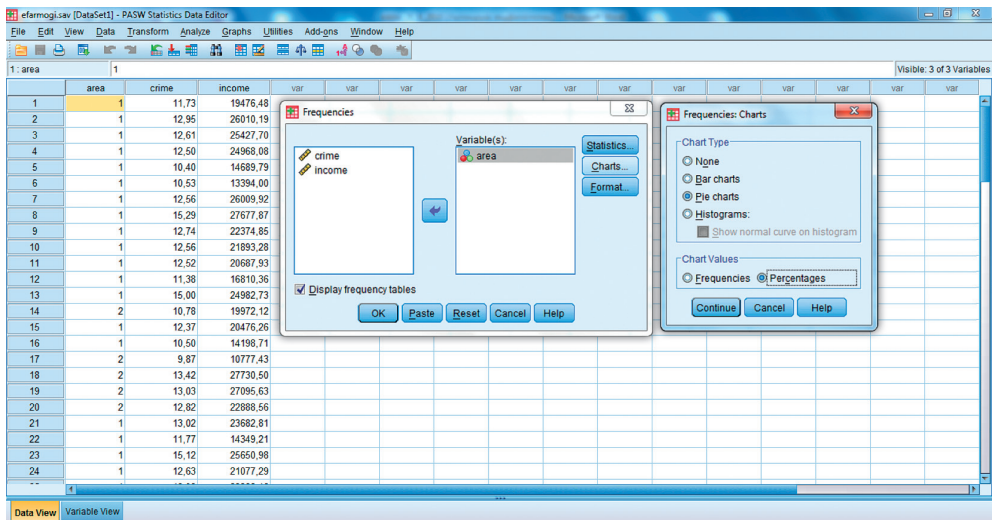 efarmogi.sav [DataSet1] - PASW Statistics Data Editor
File Edit View Data Transform Analyze Graphs Utilities Add-ons Window Help
1 : area 1 Visible: 3 of 3 Variables
area crime income var var var var var var var var var var var var var
1 1 11,73 19476,48
2 1 12,95 26010,19
3 1 12,61 25427,70
4 1 12,50 24968,08
5 1 10,40 14689,79
6 1 10,53 13394,00
7 1 12,56 26009,92
8 1 15,29 27677,87
9 1 12,74 22374,85
10 1 12,56 21893,28
11 1 12,52 20687,93
12 1 11,38 16810,36
13 1 15,00 24982,73
14 2 10,78 19972,12
15 1 12,37 20476,26
16 1 10,50 14198,71
17 2 9,87 10777,43
18 2 13,42 27730,50
19 2 13,03 27095,63
20 2 12,82 22888,56
21 1 13,02 23682,81
22 1 11,77 14349,21
23 1 15,12 25650,98
24 1 12,63 21077,29
Data View Variable View
Frequencies
Variable(s):
crime
income
area
Statistics...
Charts...
Format...
Display frequency tables
OK Paste Reset Cancel Help
Frequencies: Charts
Chart Type
None
Bar charts
Pie charts
Histograms:
Show normal curve on histogram
Chart Values
Frequencies Percentages
Continue Cancel Help